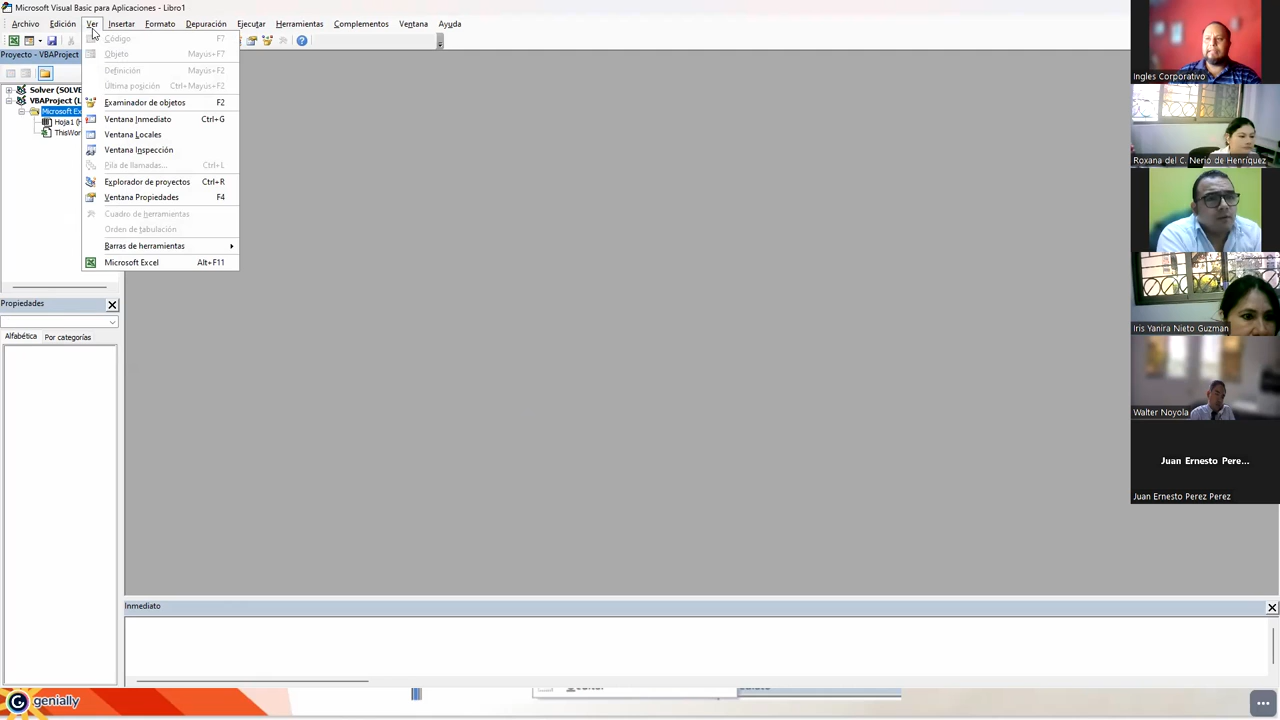 Microsoft Visual Basic para Aplicaciones - Libro1
Archivo Edición Ver Insertar Formato Depuración Ejecutar Herramientas Complementos Ventana Ayuda
Proyecto - VBAProject
Solver (SOLVE
VBAProject (L
Microsoft Ex
Hoja1 (H
ThisWor
Código F7
Objeto Mayús+F7
Definición Mayús+F2
Última posición Ctrl+Mayús+F2
Examinador de objetos F2
Ventana Inmediato Ctrl+G
Ventana Locales
Ventana Inspección
Pila de llamadas... Ctrl+L
Explorador de proyectos Ctrl+R
Ventana Propiedades F4
Cuadro de herramientas
Orden de tabulación
Barras de herramientas
Microsoft Excel Alt+F11
Propiedades
Alfabética Por categorías
Inmediato
Ingles Corporativo
Roxana del C. Nerio de Henríquez
Iris Yanira Nieto Guzman
Walter Noyola
Juan Ernesto Pere...
Juan Ernesto Perez Perez
genially